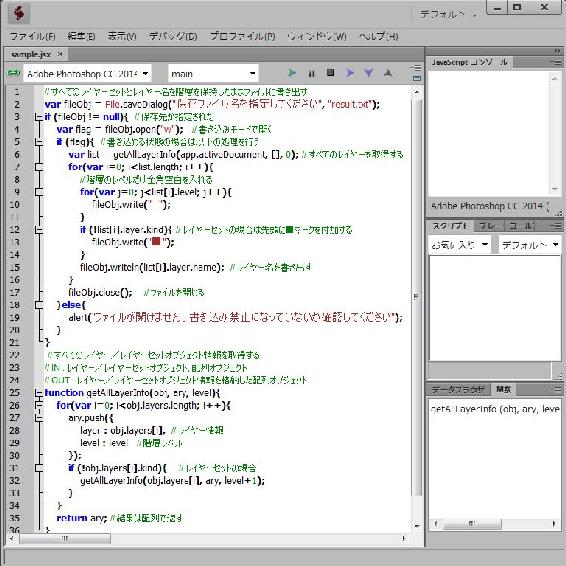 デフォルト
ファイル(F) 編集(E) 表示(V) デバッグ(D) プロファイル(P) ウィンドウ(W) ヘルプ(H)
sample.jsx ×
Adobe Photoshop CC 2014 main
1 //すべてのレイヤーセットとレイヤー名を階層を保持したままファイルに書き出す
2 var fileObj = File.saveDialog("保存ファイル名を指定してください", "result.txt");
3 if (fileObj != null){ //保存先が指定された
4 var flag = fileObj.open("w"); //書き込みモードで開く
5 if (flag){ //書き込める状態の場合は以下の処理を行う
6 var list = getAllLayerInfo(app.activeDocument, [], 0); //すべてのレイヤーを取得する
7 for(var i=0; i<list.length; i++){
8 //階層のレベルだけ全角空白を入れる
9 for(var j=0; j<list[i].level; j++){
10 fileObj.write(" ");
11 }
12 if (!list[i].layer.kind){ //レイヤーセットの場合は先頭に■マークを付加する
13 fileObj.write("■");
14 }
15 fileObj.writeln(list[i].layer.name); //レイヤー名を書き出す
16 }
17 fileObj.close(); //ファイルを閉じる
18 }else{
19 alert("ファイルが開けません。書き込み禁止になっていないか確認してください");
20 }
21 }
22 //すべてのレイヤー／レイヤーセットオブジェクト情報を取得する
23 //IN：レイヤー／レイヤーセットオブジェクト, 配列オブジェクト
24 //OUT：レイヤー／レイヤーセットオブジェクト情報を格納した配列オブジェクト
25 function getAllLayerInfo(obj, ary, level){
26 for(var i=0; i<obj.layers.length; i++){
27 ary.push({
28 layer : obj.layers[i], //レイヤー情報
29 level : level //階層レベル
30 });
31 if (!obj.layers[i].kind){ //レイヤーセットの場合
32 getAllLayerInfo(obj.layers[i], ary, level+1);
33 }
34 }
35 return ary; //結果は配列で返す
36 }
JavaScript コンソール
Adobe Photoshop CC 2014 (
スクリプト ブレー コール
お気に入り デフォルト
データブラウザ 関数
getAllLayerInfo (obj, ary, leve